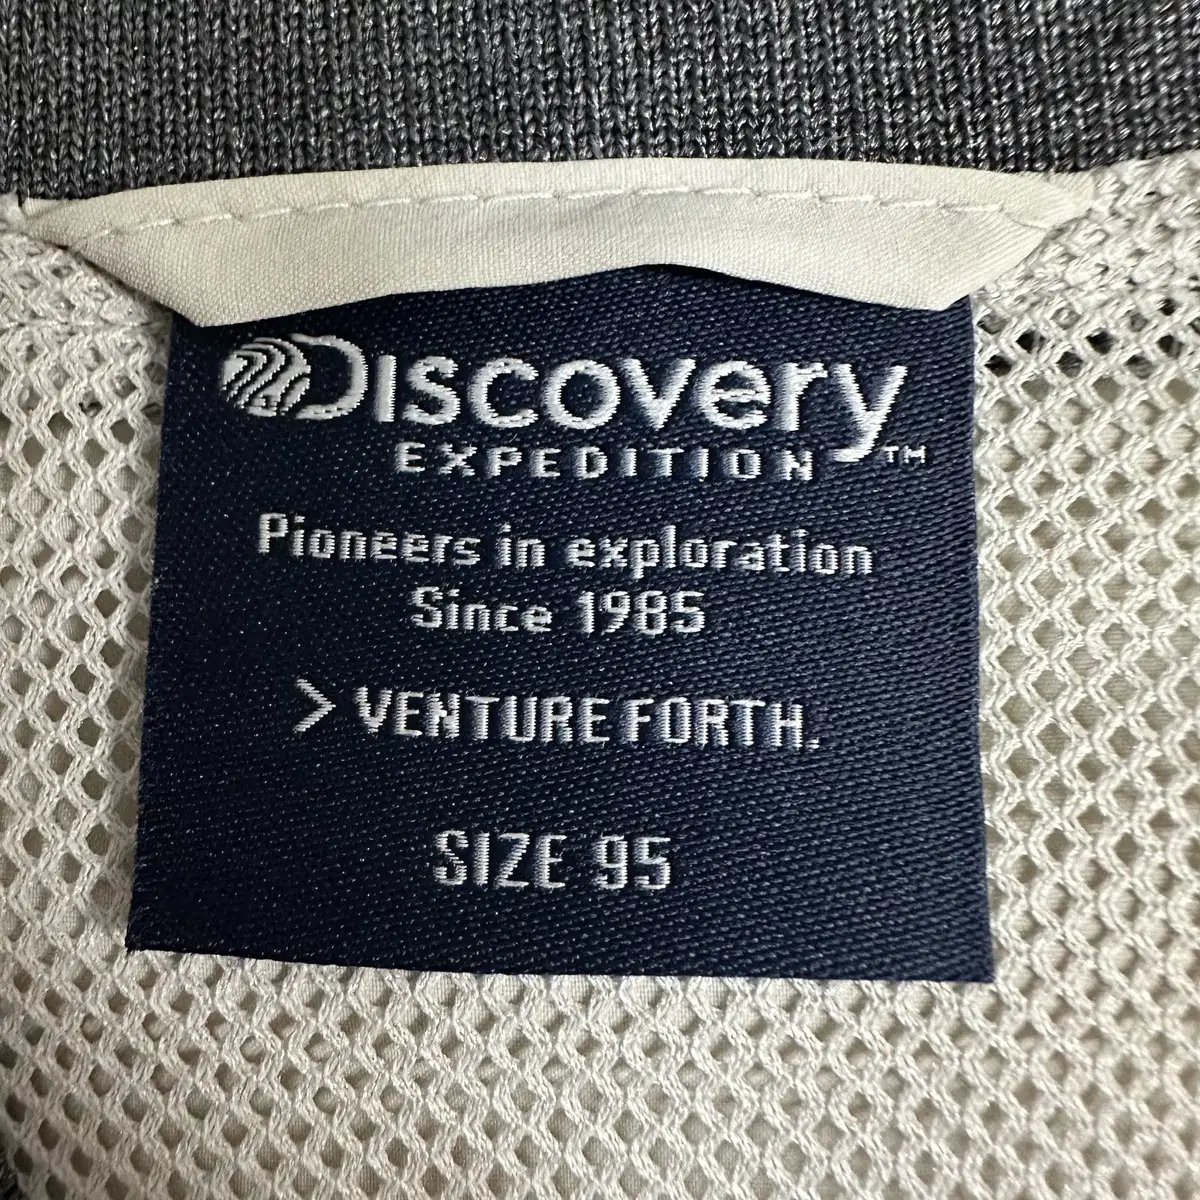 Discovery
EXPEDITION™
Pioneers in exploration
Since 1985
> VENTURE FORTH.
SIZE 95